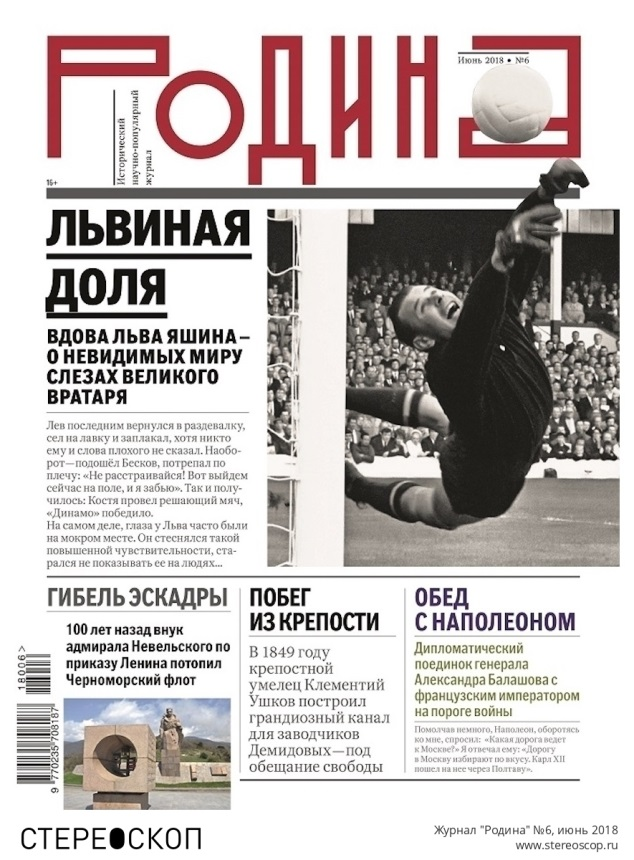 РОДИНА
Июнь 2018 • №6
Исторический
научно-популярный
журнал
16+
ЛЬВИНАЯ
ДОЛЯ
ВДОВА ЛЬВА ЯШИНА –
О НЕВИДИМЫХ МИРУ
СЛЕЗАХ ВЕЛИКОГО
ВРАТАРЯ
Лев последним вернулся в раздевалку,
сел на лавку и заплакал, хотя никто
ему и слова плохого не сказал. Наобо-
рот—подошёл Бесков, потрепал по
плечу: «Не расстраивайся! Вот выйдем
сейчас на поле, и я забью». Так и полу-
чилось: Костя провел решающий мяч,
«Динамо» победило.
На самом деле, глаза у Льва часто были
на мокром месте. Он стеснялся такой
повышенной чувствительности, ста-
рался не показывать ее на людях...
ГИБЕЛЬ ЭСКАДРЫ
100 лет назад внук
адмирала Невельского по
приказу Ленина потопил
Черноморский флот
18006>
9 770235 708187
ПОБЕГ
ИЗ КРЕПОСТИ
В 1849 году
крепостной
умелец Клементий
Ушков построил
грандиозный канал
для заводчиков
Демидовых—под
обещание свободы
ОБЕД
С НАПОЛЕОНОМ
Дипломатический
поединок генерала
Александра Балашова с
французским императором
на пороге войны
Помолчав немного, Наполеон, оборотясь
ко мне, спросил: «Какая дорога ведет
к Москве?» Я отвечал ему: «Дорогу
в Москву избирают по вкусу. Карл XII
пошел на нее через Полтаву».
СТЕРЕОСКОП
Журнал "Родина" №6, июнь 2018
www.stereoscop.ru